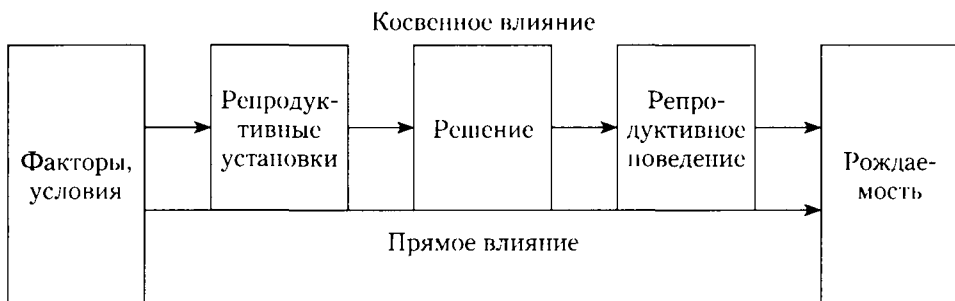 Косвенное влияние
Факторы,
условия
Репродук-
тивные
установки
Решение
Репро-
дуктивное
поведение
Рождае-
мость
Прямое влияние